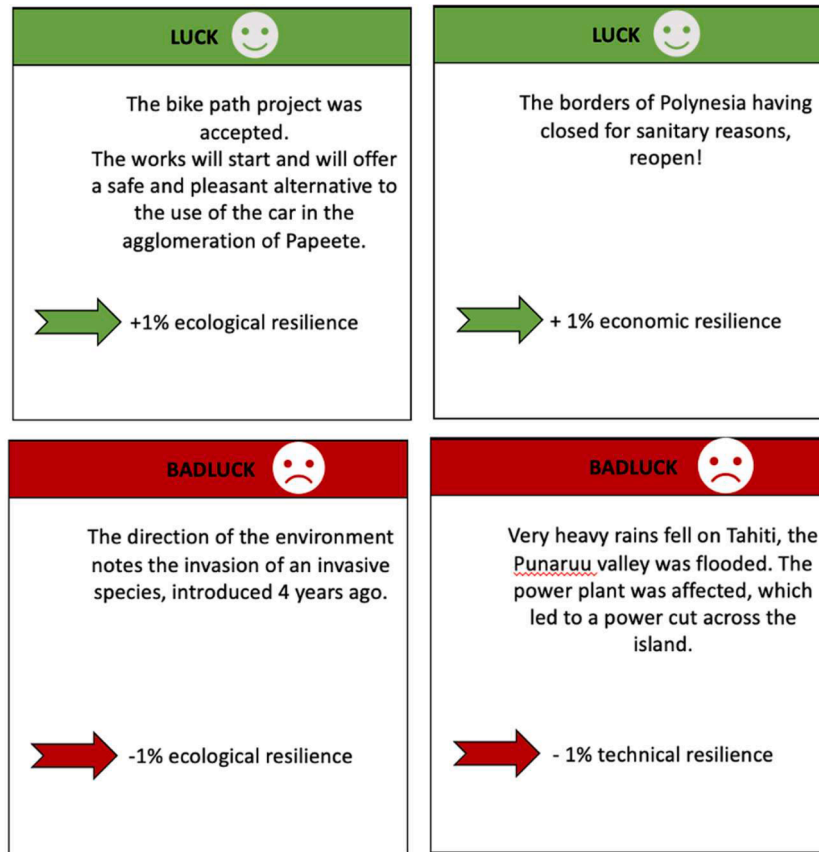 LUCK
The bike path project was
accepted.
The works will start and will offer
a safe and pleasant alternative to
the use of the car in the
agglomeration of Papeete.
+1% ecological resilience
LUCK
The borders of Polynesia having
closed for sanitary reasons,
reopen!
+ 1% economic resilience
BADLUCK
The direction of the environment
notes the invasion of an invasive
species, introduced 4 years ago.
-1% ecological resilience
BADLUCK
Very heavy rains fell on Tahiti, the
Punaruu valley was flooded. The
power plant was affected, which
led to a power cut across the
island.
- 1% technical resilience